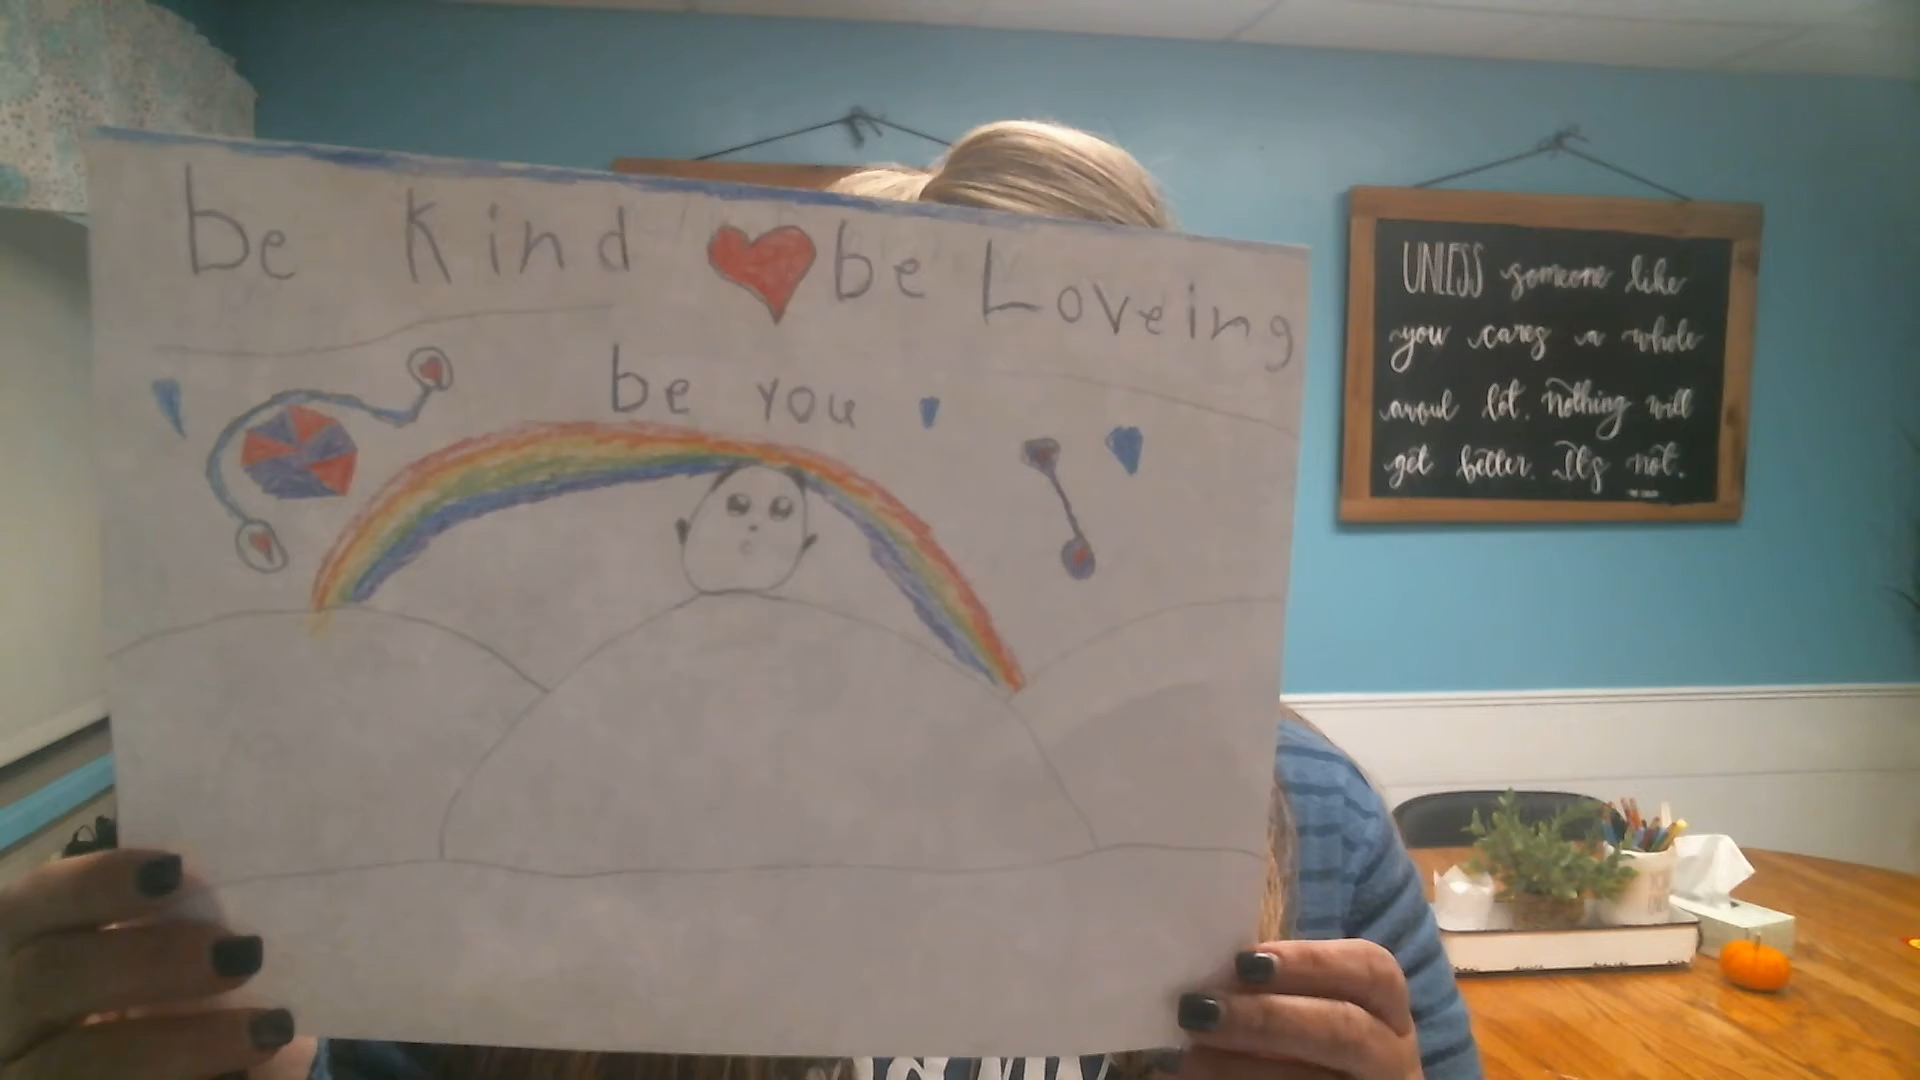 be Kind be Loveing
be you
UNLESS someone like
you cares a whole
awful lot. Nothing will
get better. It's not.